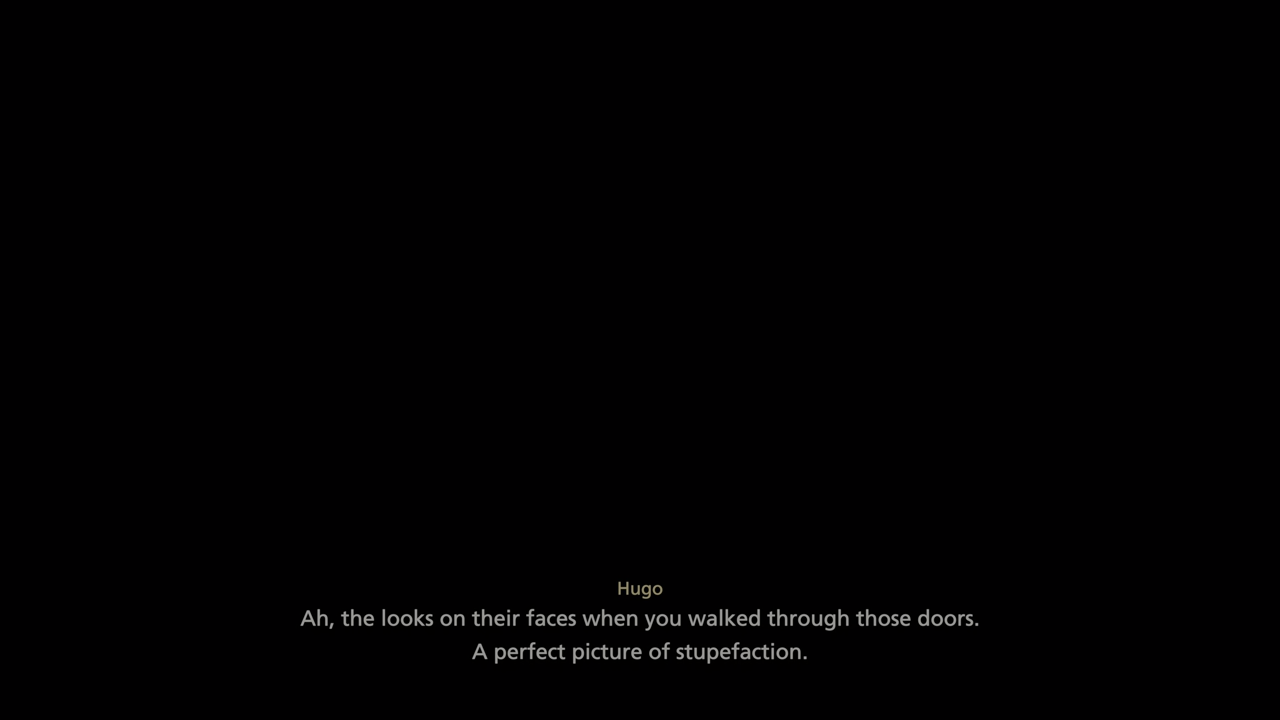 Hugo
Ah, the looks on their faces when you walked through those doors.
A perfect picture of stupefaction.